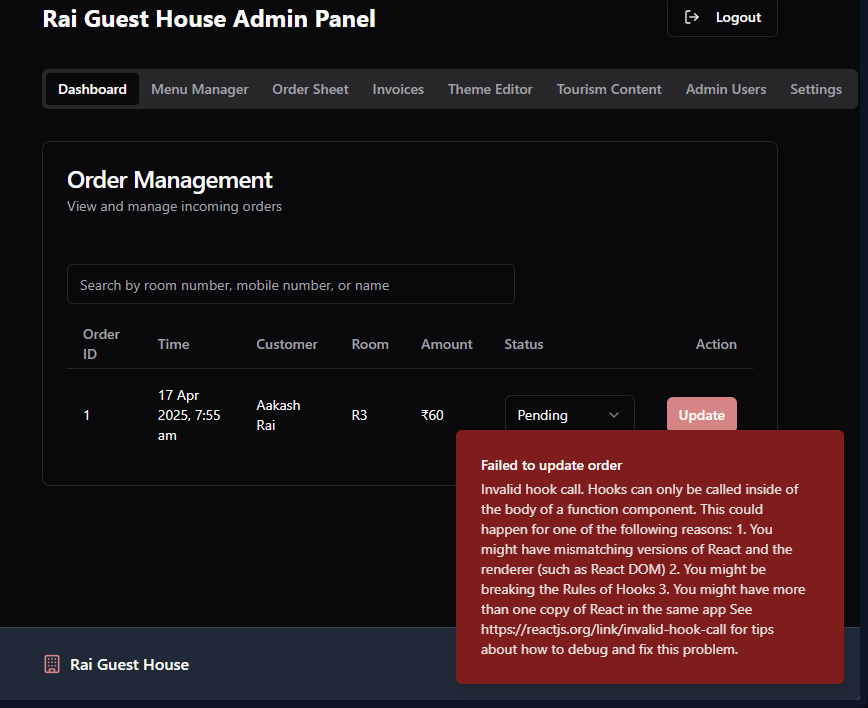 Rai Guest House Admin Panel
Logout
Dashboard Menu Manager Order Sheet Invoices Theme Editor Tourism Content Admin Users Settings
Order Management
View and manage incoming orders
Search by room number, mobile number, or name
Order ID Time Customer Room Amount Status Action
1 17 Apr 2025, 7:55 am Aakash Rai R3 ₹60 Pending Update
Failed to update order
Invalid hook call. Hooks can only be called inside of
the body of a function component. This could
happen for one of the following reasons: 1. You
might have mismatching versions of React and the
renderer (such as React DOM) 2. You might be
breaking the Rules of Hooks 3. You might have more
than one copy of React in the same app See
https://reactjs.org/link/invalid-hook-call for tips
about how to debug and fix this problem.
Rai Guest House